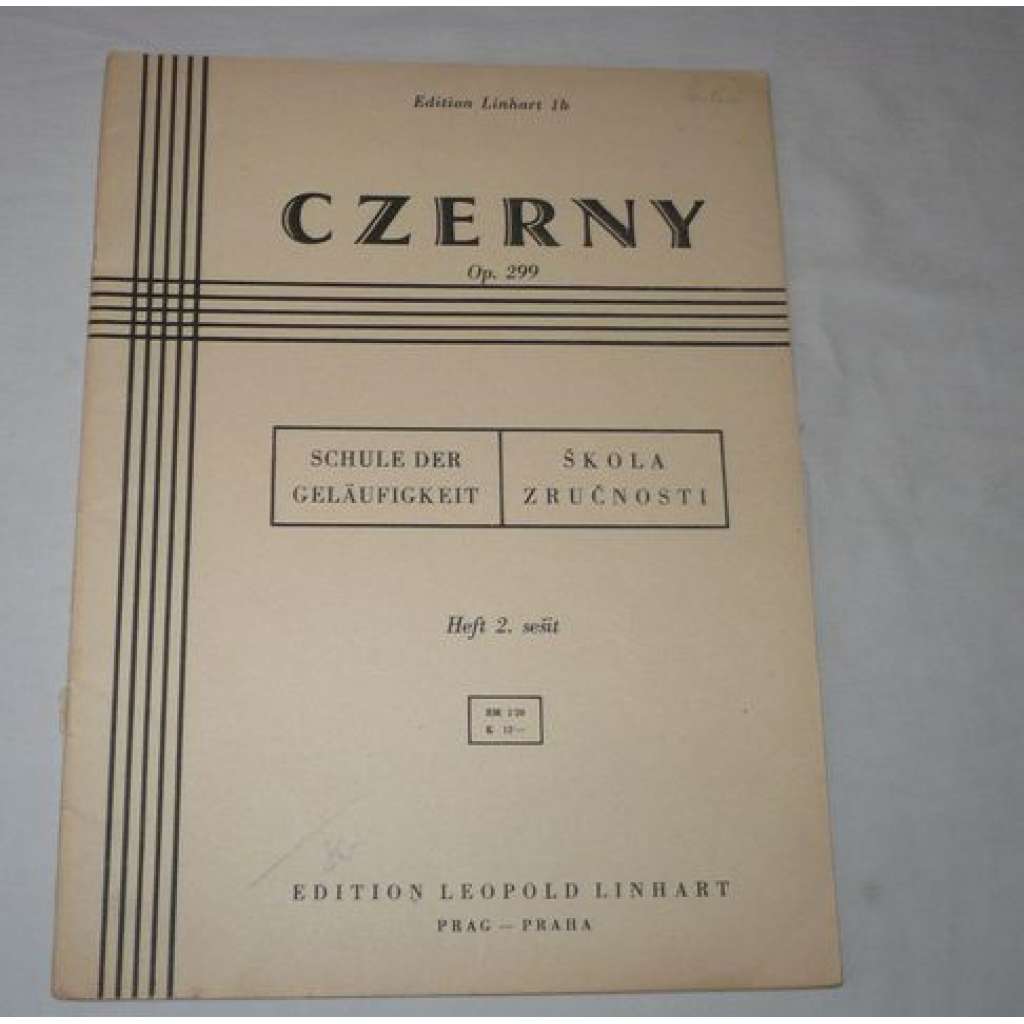 Edition Linhart 1b
CZERNY
Op. 299
SCHULE DER
GELÄUFIGKEIT
ŠKOLA
ZRUČNOSTI
Heft 2. sešit
K 12—
EDITION LEOPOLD LINHART
PRAG — PRAHA